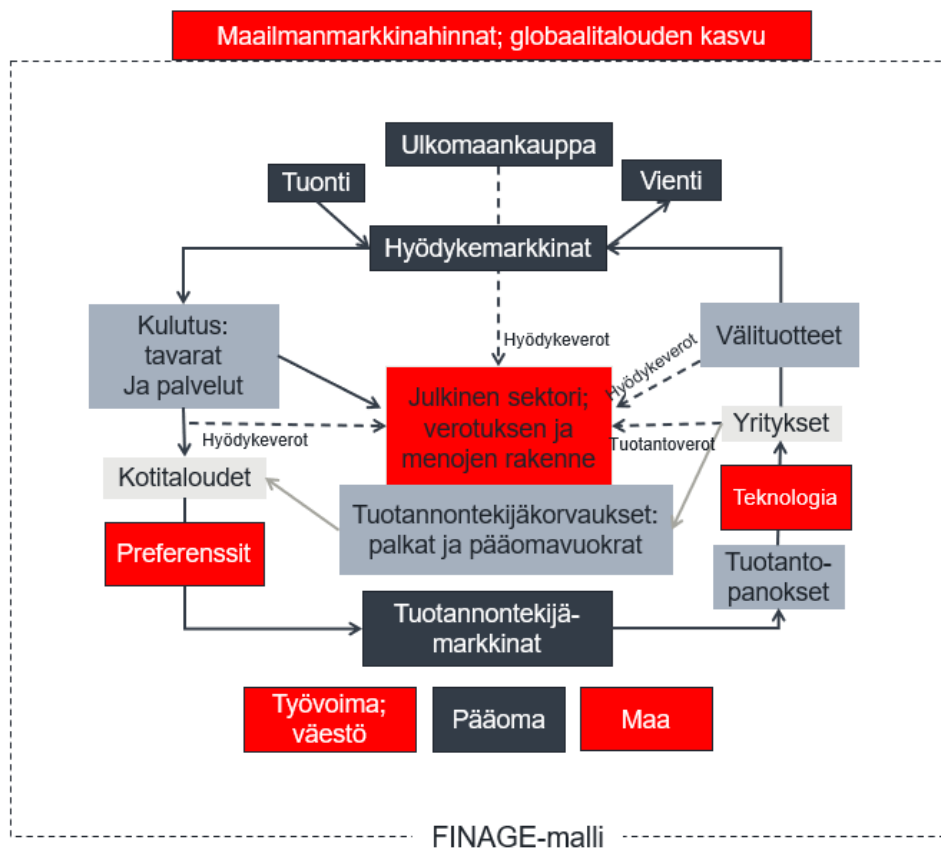 Maailmanmarkkinahinnat; globaalitalouden kasvu
Ulkomaankauppa
Tuonti
Vienti
Hyödykemarkkinat
Kulutus:
tavarat
Ja palvelut
Hyödykeverot
Hyödykeverot
Välituotteet
Julkinen sektori;
verotuksen ja
menojen rakenne
Hyödykeverot
Tuotantoverot
Yritykset
Kotitaloudet
Teknologia
Tuotannontekijäkorvaukset:
palkat ja pääomavuokrat
Preferenssit
Tuotanto-
panokset
Tuotannontekijä-
markkinat
Työvoima;
väestö
Pääoma
Maa
FINAGE-malli